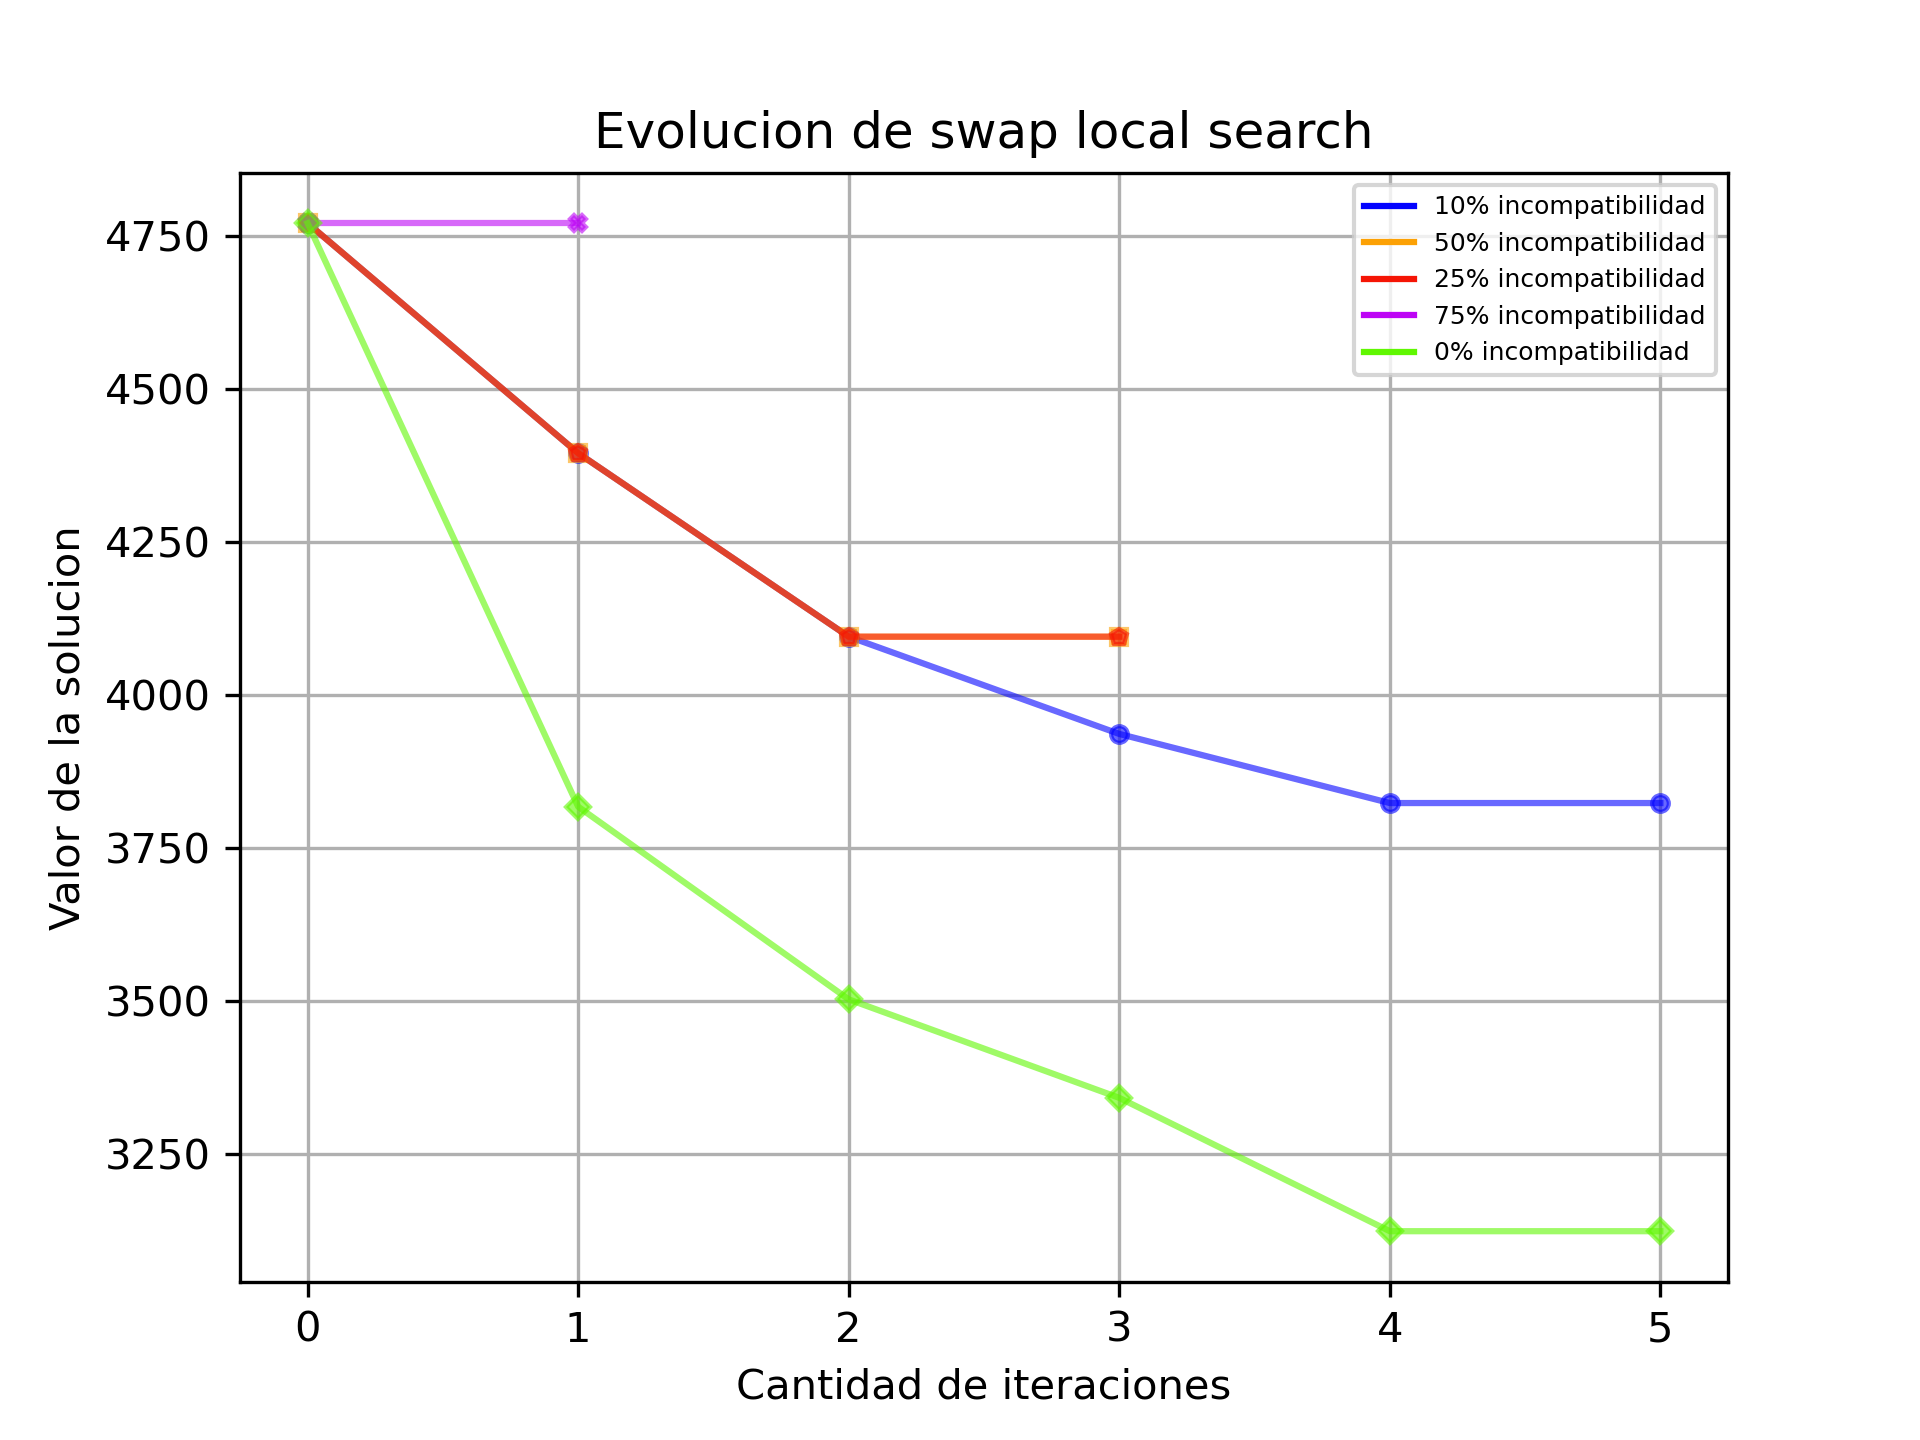 Evolucion de swap local search
10% incompatibilidad
50% incompatibilidad
25% incompatibilidad
75% incompatibilidad
0% incompatibilidad
Valor de la solucion
4750
4500
4250
4000
3750
3500
3250
0 1 2 3 4 5
Cantidad de iteraciones